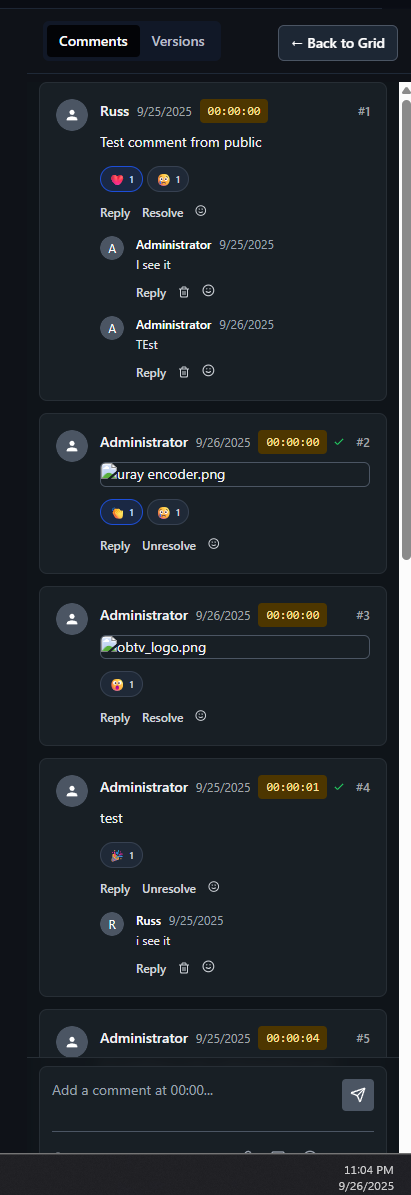 Comments Versions ← Back to Grid
Russ 9/25/2025 00:00:00 #1
Test comment from public
1 1
Reply Resolve
A Administrator 9/25/2025
I see it
Reply
A Administrator 9/26/2025
TEst
Reply
Administrator 9/26/2025 00:00:00 #2
uray encoder.png
1 1
Reply Unresolve
Administrator 9/26/2025 00:00:00 #3
obtv_logo.png
1
Reply Resolve
Administrator 9/25/2025 00:00:01 #4
test
1
Reply Unresolve
R Russ 9/25/2025
i see it
Reply
Administrator 9/25/2025 00:00:04 #5
Add a comment at 00:00...
11:04 PM
9/26/2025